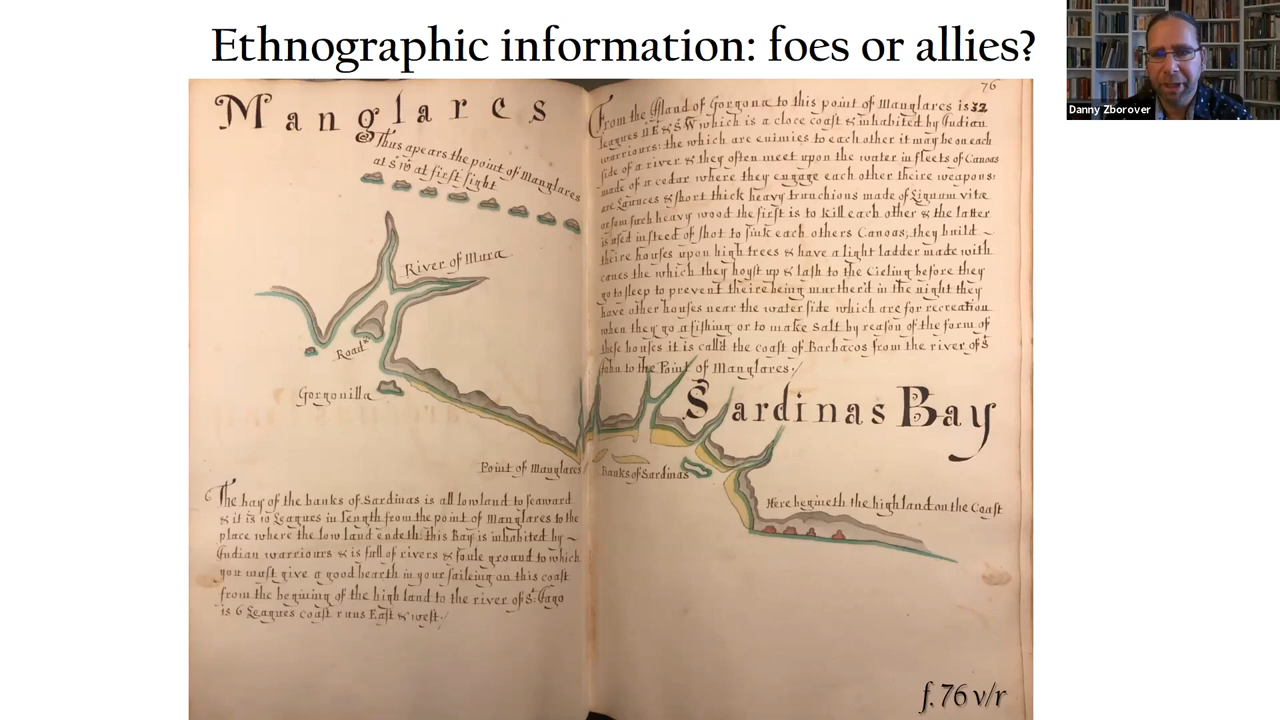 Ethnographic information: foes or allies?
Danny Zborover
76
Manglares
Thus apears the point of Manglares
at S W at first sight
River of Mira
Road
Gorgonilla
Point of Manglares
The bay of the banks of Sardinas is all lowland to seaward
& it is 10 Leagues in length from the point of Manglares to the
place where the low land endeth: this Bay is inhabited by ~
Indian warriours & is full of rivers & foule ground to which
you must give a good bearth in your saileing on this coast
from the begining of the high land to the river of St: Iago
is 6 Leagues coast runs East & west:/
From the Island of Gorgona to this point of Manglares is 32
leagues NE & SW which is a cloce coast & inhabited by Indian
warriours: the which are enimies to each other it may be on each
side of a river & they often meet upon the water in fleets of Canoas
made of a cedar where they engage each other theire weapons:
are Launces & short thick heavy trunchions made of Lignum vitæ
or som such heavy wood the first is to kill each other & the latter
is used insteed of shot to sink each others Canoas; they build ~
theire houses upon high trees & have a light ladder made with
canes the which they hoyst up & lash to the Cieling before they
go to sleep to prevent theire being murther'd in the night they
have other houses near the water side which are for recreation
when they go a fishing or to make salt by reason of the form of
these houses it is call'd the coast of Barbacos from the river of St
John to the Point of Manglares:/
Sardinas Bay
Banks of Sardinas
Here begineth the high land on the Coast
f. 76 v/r